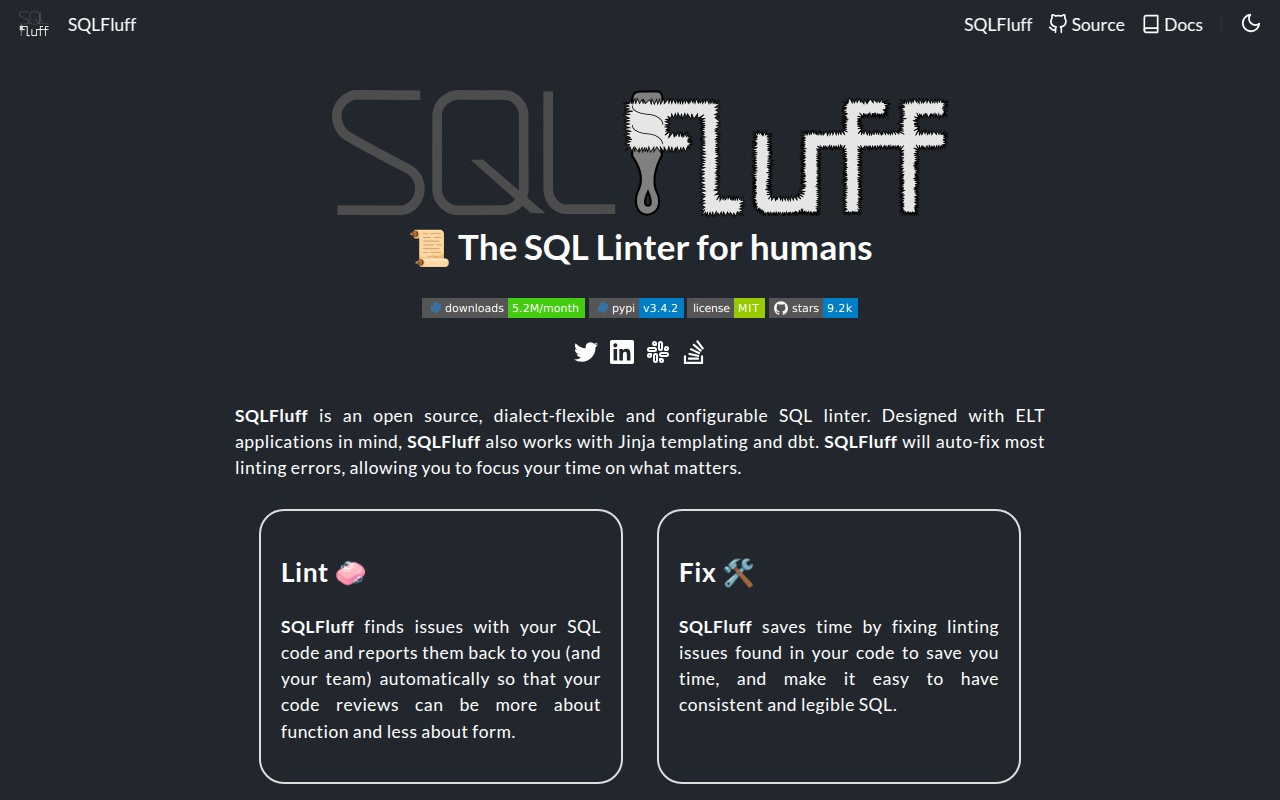 SQL
fluff
SQLFluff
SQLFluff
Source
Docs
SQLFluff
The SQL Linter for humans
downloads 5.2M/month
pypi v3.4.2
license MIT
stars 9.2k
in
SQLFluff is an open source, dialect-flexible and configurable SQL linter. Designed with ELT
applications in mind, SQLFluff also works with Jinja templating and dbt. SQLFluff will auto-fix most
linting errors, allowing you to focus your time on what matters.
Lint
SQLFluff finds issues with your SQL
code and reports them back to you (and
your team) automatically so that your
code reviews can be more about
function and less about form.
Fix
SQLFluff saves time by fixing linting
issues found in your code to save you
time, and make it easy to have
consistent and legible SQL.